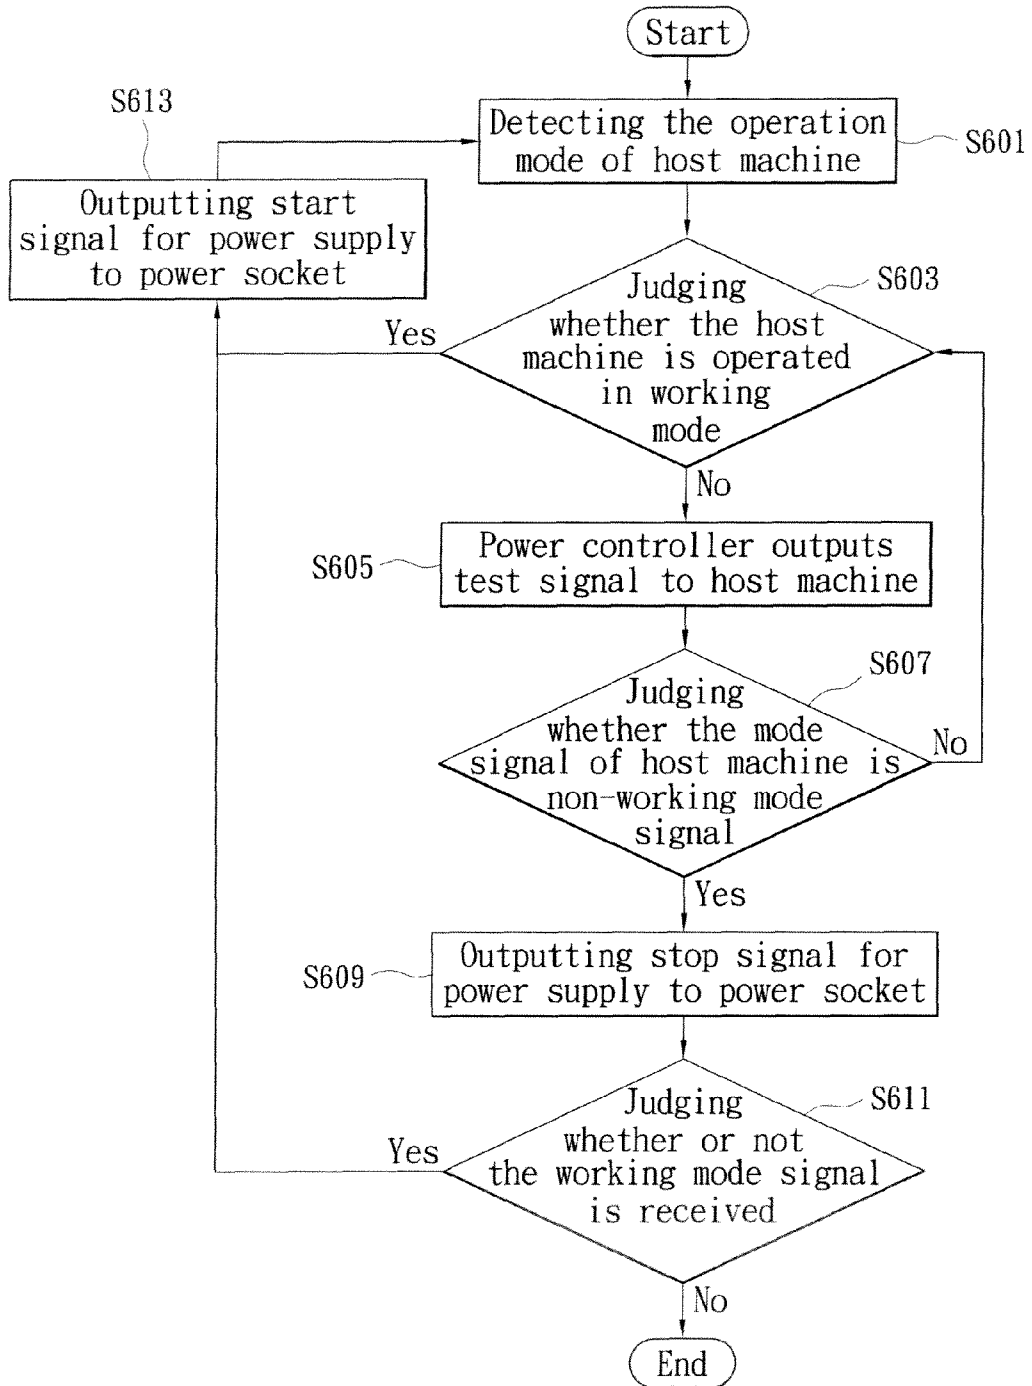 Start
S613
Detecting the operation
mode of host machine
S601
Outputting start
signal for power supply
to power socket
S603
Judging
whether the host
machine is operated
in working
mode
Yes
No
Power controller outputs
test signal to host machine
S605
S607
Judging
whether the mode
signal of host machine is
non-working mode
signal
No
Yes
Outputting stop signal for
power supply to power socket
S609
S611
Judging
whether or not
the working mode signal
is received
Yes
No
End